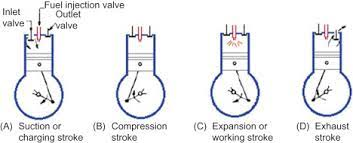 Fuel injection valve
Inlet
valve
Outlet
valve
(A) Suction or
charging stroke
(B) Compression
stroke
(C) Expansion or
working stroke
(D) Exhaust
stroke